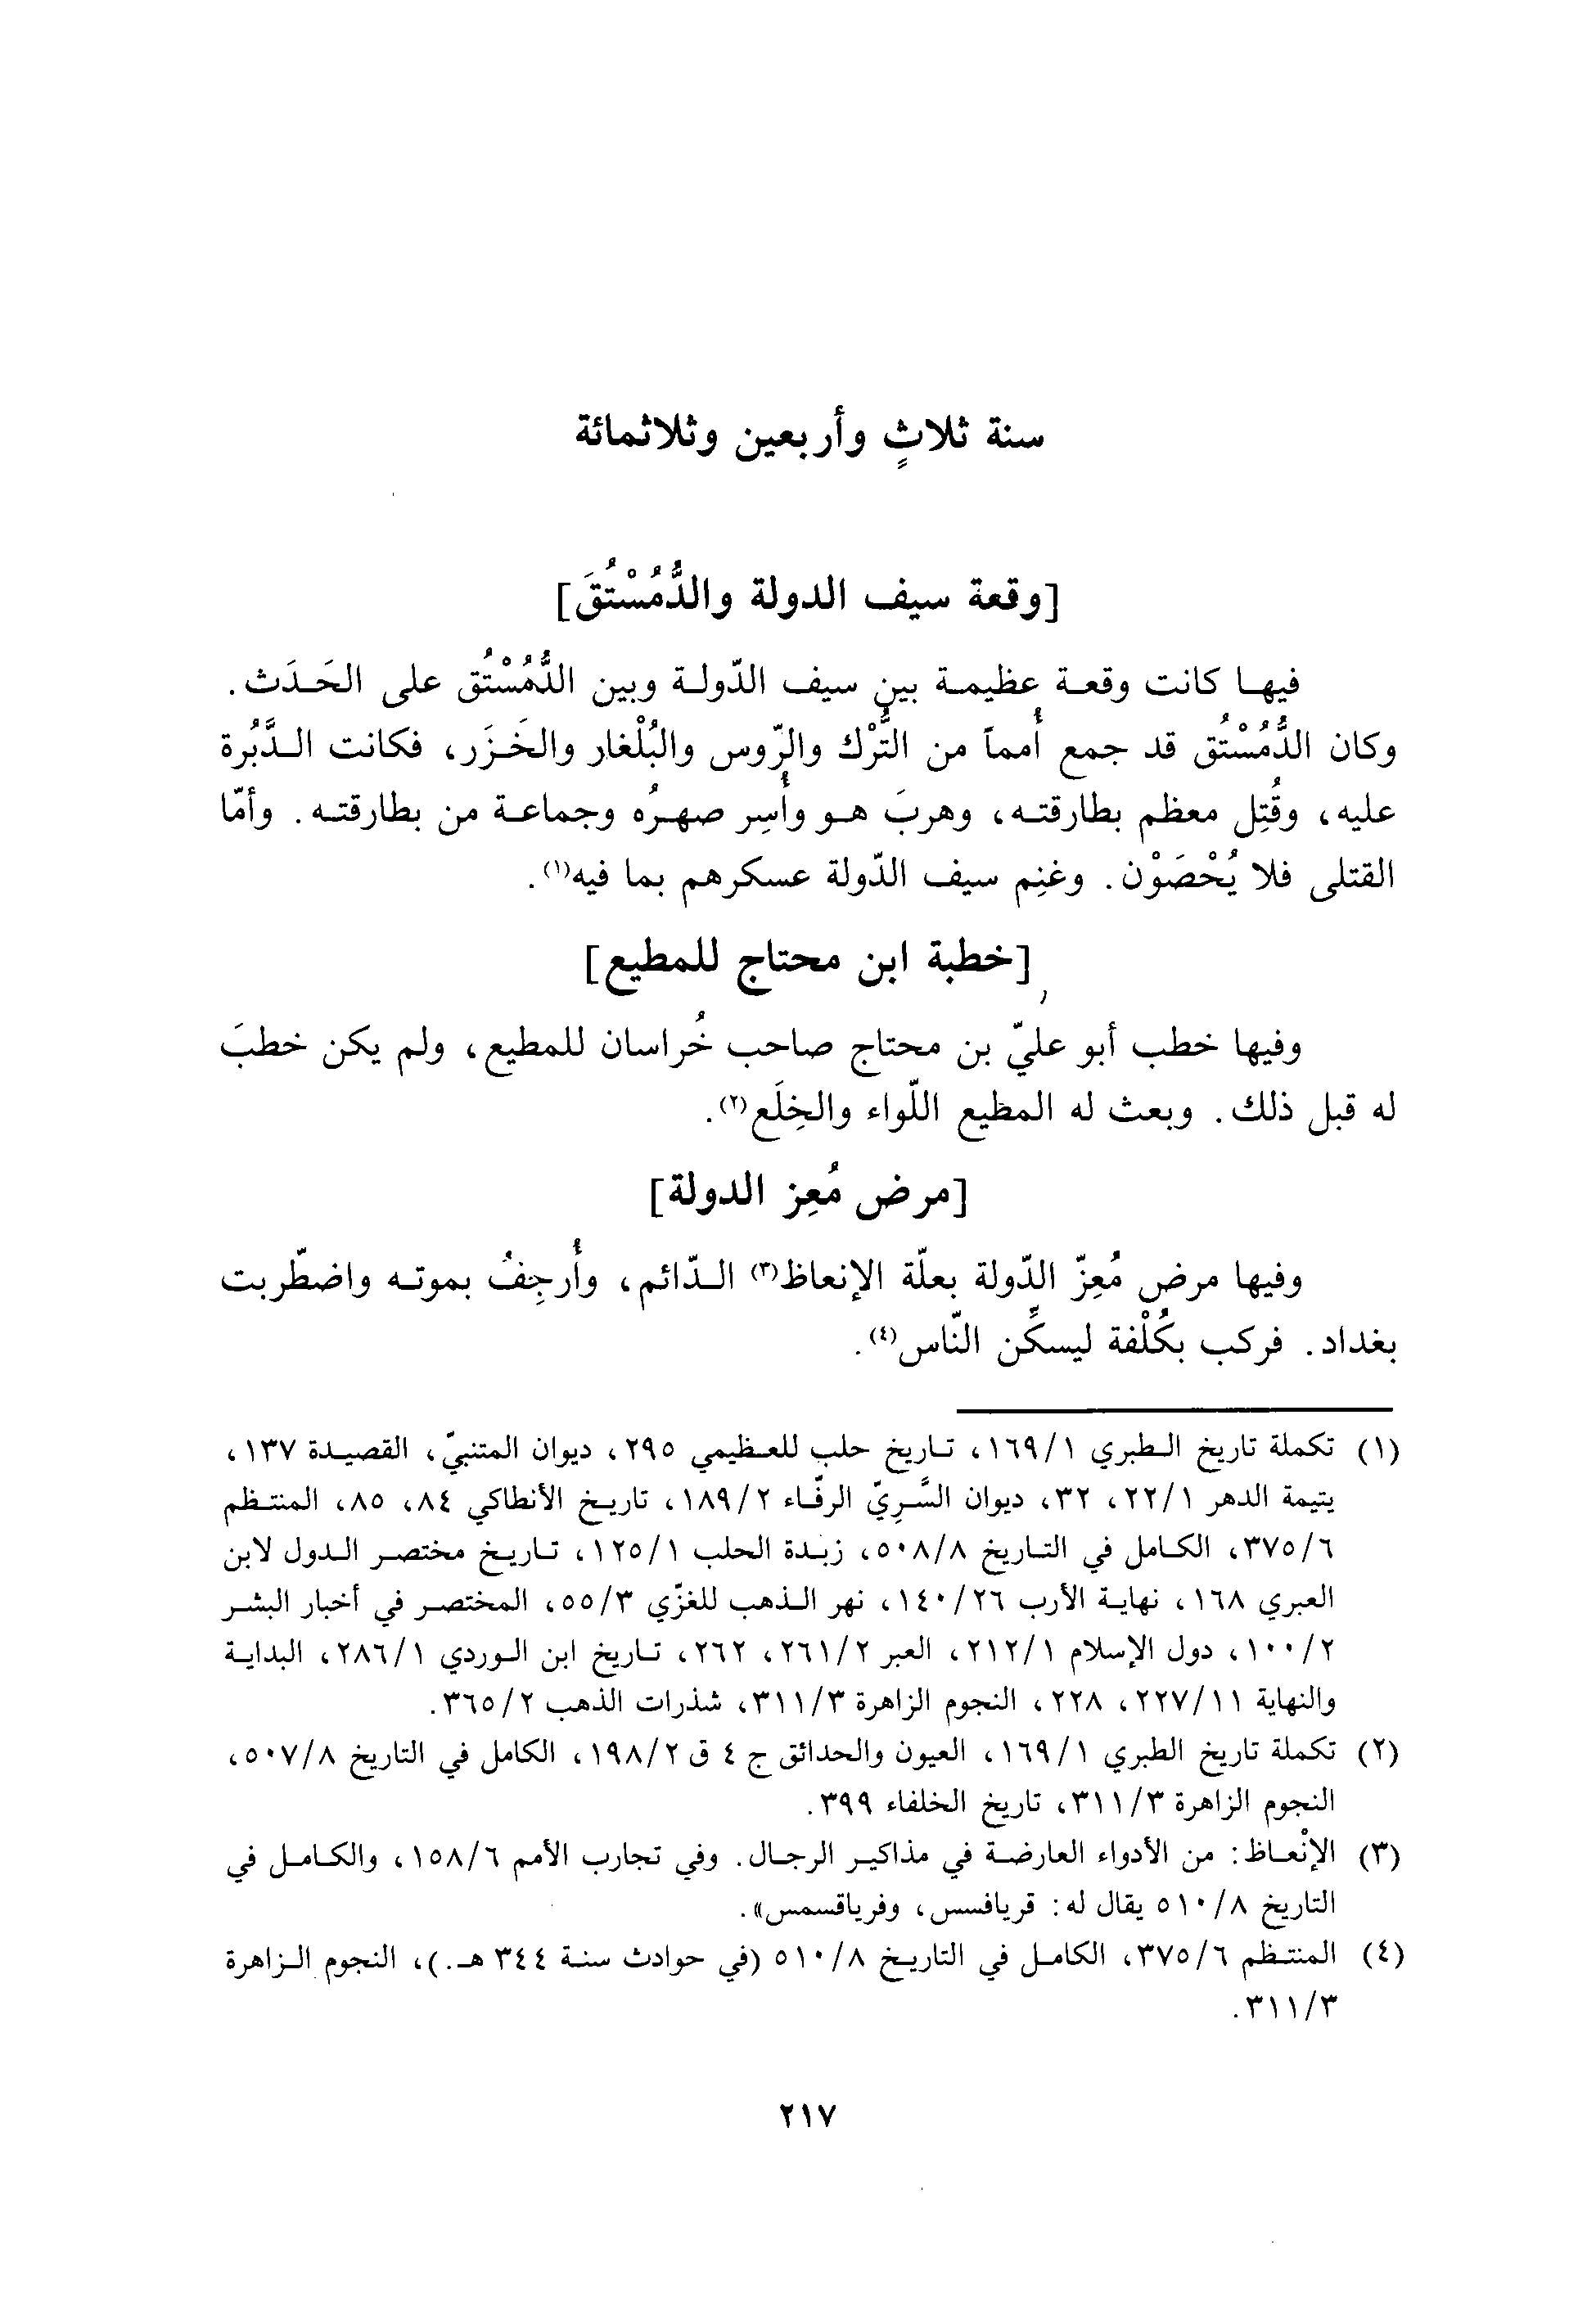 سنة ثلاثٍ وأربعين وثلاثمائة
[وقعة سيف الدولة والدُّمُسْتُقَ]
فيها كانت وقعة عظيمة بين سيف الدّولة وبين الدُّمُسْتُق على الحَدَث.
وكان الدُّمُسْتُق قد جمع أُمماً من التُّرْك والرّوس والبُلْغار والخَزَر، فكانت الدَّبُرة
عليه، وقُتِل معظم بطارقته، وهربَ هو وأُسِر صهرُه وجماعة من بطارقته. وأمّا
القتلى فلا يُحْصَوْن. وغنِم سيف الدّولة عسكرهم بما فيه(١).
[خطبة ابن محتاج للمطيع]
وفيها خطب أبو عليّ بن محتاج صاحب خُراسان للمطيع، ولم يكن خطبَ
له قبل ذلك. وبعث له المظيع اللّواء والخِلَع(٢).
[مرض مُعِز الدولة]
وفيها مرض مُعِزّ الدّولة بعلّة الإنعاظ(٣) الدّائم، وأُرجِفُ بموته واضطّربت
بغداد. فركب بكُلْفة ليسكِّن النّاس(٤).
(١) تكملة تاريخ الطبري ١٦٩/١، تاريخ حلب للعظيمي ٢٩٥، ديوان المتنبيّ، القصيدة ١٣٧،
يتيمة الدهر ٢٢/١، ٣٢، ديوان السَّرِيّ الرفّاء ١٨٩/٢، تاريخ الأنطاكي ٨٤، ٨٥، المنتظم
٣٧٥/٦، الكامل في التاريخ ٥٠٨/٨، زبدة الحلب ١٢٥/١، تاريخ مختصر الدول لابن
العبري ١٦٨، نهاية الأرب ١٤٠/٢٦، نهر الذهب للغزّي ٥٥/٣، المختصر في أخبار البشر
١٠٠/٢، دول الإسلام ٢١٢/١، العبر ٢٦١/٢، ٢٦٢، تاريخ ابن الوردي ٢٨٦/١، البداية
والنهاية ٢٢٧/١١، ٢٢٨، النجوم الزاهرة ٣١١/٣، شذرات الذهب ٣٦٥/٢.
(٢) تكملة تاريخ الطبري ١٦٩/١، العيون والحدائق ج ٤ ق ١٩٨/٢، الكامل في التاريخ ٥٠٧/٨،
النجوم الزاهرة ٣١١/٣، تاريخ الخلفاء ٣٩٩.
(٣) الإنْعاظ: من الأدواء العارضة في مذاكير الرجال. وفي تجارب الأمم ١٥٨/٦، والكامل في
التاريخ ٥١٠/٨ يقال له: قريافسس، وفرياقسمس».
(٤) المنتظم ٣٧٥/٦، الكامل في التاريخ ٥١٠/٨ (في حوادث سنة ٣٤٤ هـ.)، النجوم الزاهرة
٣١١/٣.
٢١٧